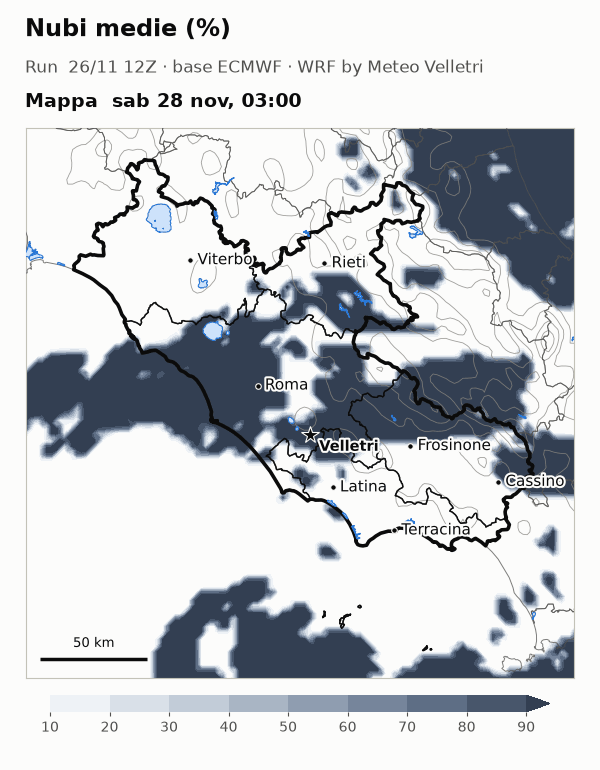 Nubi medie (%)
Run  26/11 12Z · base ECMWF · WRF by Meteo Velletri
Mappa  sab 28 nov, 03:00
Viterbo
Rieti
Roma
Velletri
Frosinone
Cassino
Latina
Terracina
50 km
10 20 30 40 50 60 70 80 90